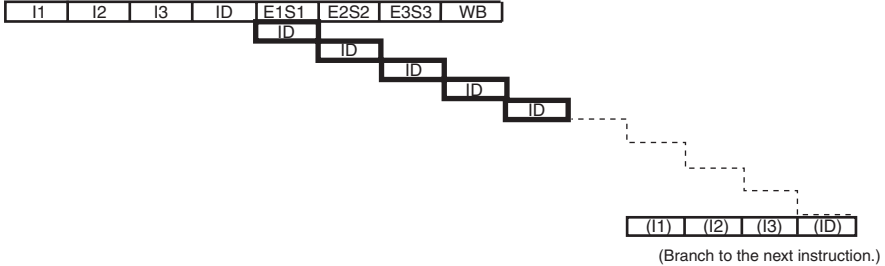 I1 I2 I3 ID E1S1 E2S2 E3S3 WB
ID
ID
ID
ID
ID
(I1) (I2) (I3) (ID)
(Branch to the next instruction.)